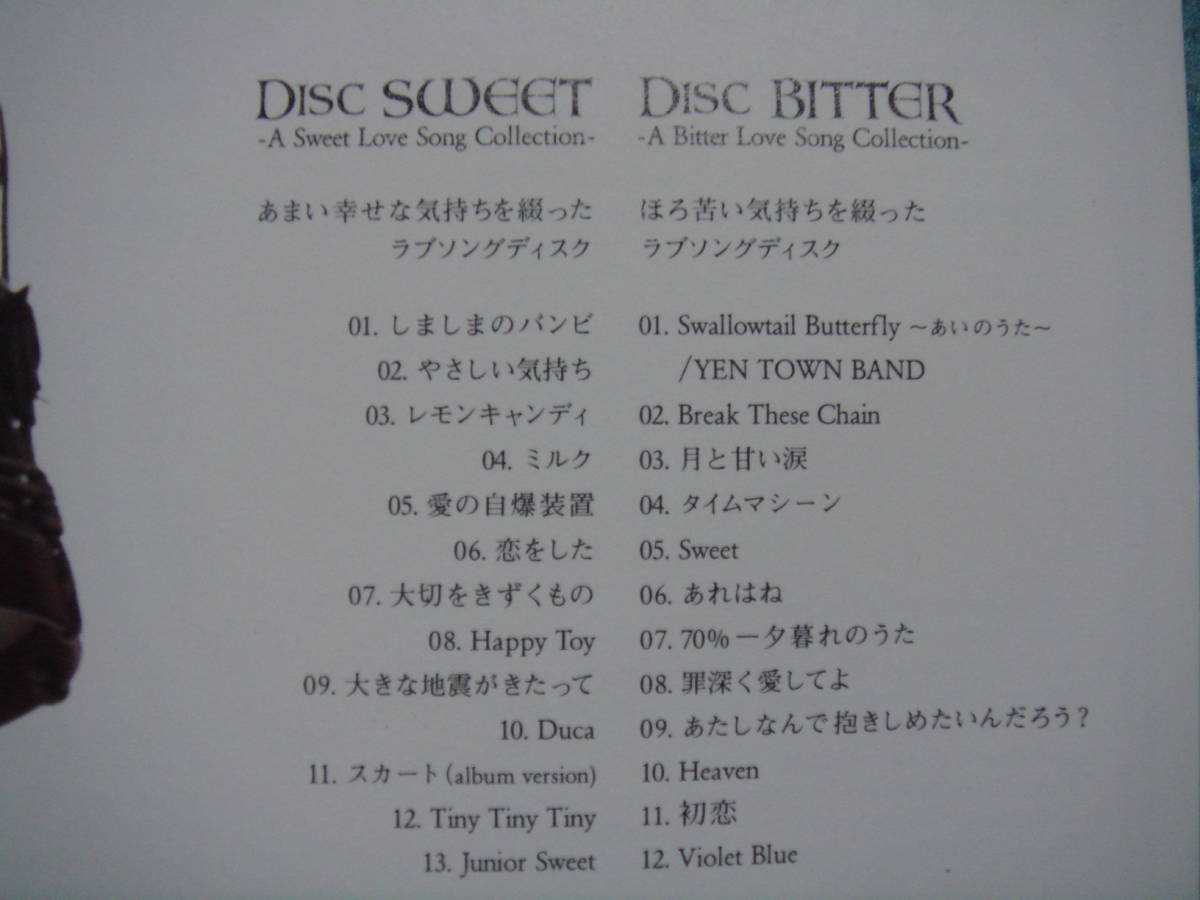 DISC SWEET
-A Sweet Love Song Collection-
あまい幸せな気持ちを綴った
ラブソングディスク
01. しましまのバンビ
02. やさしい気持ち
03. レモンキャンディ
04. ミルク
05. 愛の自爆装置
06. 恋をした
07. 大切をきずくもの
08. Happy Toy
09. 大きな地震がきたって
10. Duca
11. スカート(album version)
12. Tiny Tiny Tiny
13. Junior Sweet
DISC BITTER
-A Bitter Love Song Collection-
ほろ苦い気持ちを綴った
ラブソングディスク
01. Swallowtail Butterfly ～あいのうた～
/YEN TOWN BAND
02. Break These Chain
03. 月と甘い涙
04. タイムマシーン
05. Sweet
06. あれはね
07. 70%―夕暮れのうた
08. 罪深く愛してよ
09. あたしなんで抱きしめたいんだろう?
10. Heaven
11. 初恋
12. Violet Blue